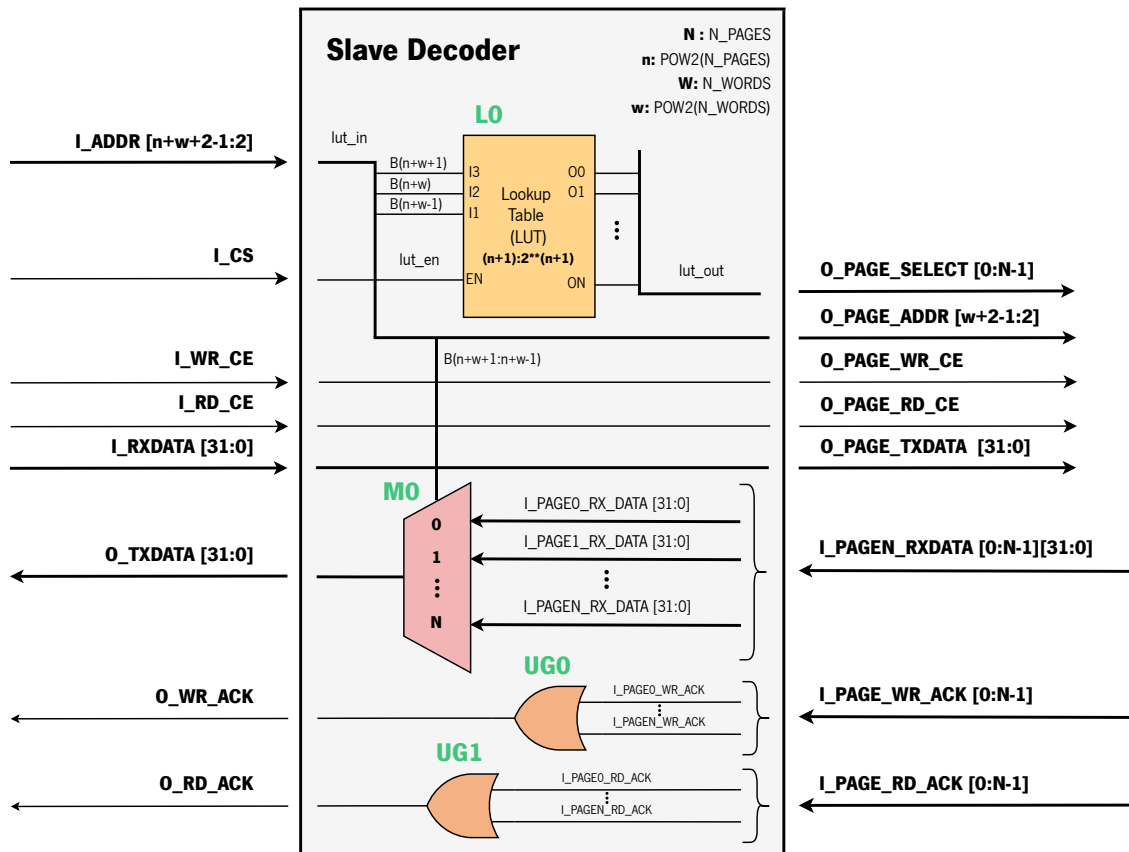 Slave Decoder
N : N_PAGES
n: POW2(N_PAGES)
W: N_WORDS
w: POW2(N_WORDS)
L0
I_ADDR [n+w+2-1:2]
lut_in
B(n+w+1)
B(n+w)
B(n+w-1)
I3
I2
I1
EN
Lookup
Table
(LUT)
(n+1):2**(n+1)
O0
O1
ON
I_CS
lut_en
lut_out
O_PAGE_SELECT [0:N-1]
O_PAGE_ADDR [w+2-1:2]
B(n+w+1:n+w-1)
I_WR_CE
O_PAGE_WR_CE
I_RD_CE
O_PAGE_RD_CE
I_RXDATA [31:0]
O_PAGE_TXDATA [31:0]
M0
0
1
N
I_PAGE0_RX_DATA [31:0]
I_PAGE1_RX_DATA [31:0]
I_PAGEN_RX_DATA [31:0]
O_TXDATA [31:0]
I_PAGEN_RXDATA [0:N-1][31:0]
UG0
I_PAGE0_WR_ACK
I_PAGEN_WR_ACK
O_WR_ACK
I_PAGE_WR_ACK [0:N-1]
UG1
I_PAGE0_RD_ACK
I_PAGEN_RD_ACK
O_RD_ACK
I_PAGE_RD_ACK [0:N-1]